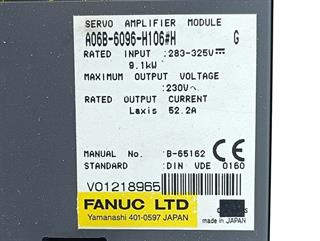 SERVO AMPLIFIER MODULE
A06B-6096-H106#H G
RATED INPUT :283-325V⎓
9.1kW
MAXIMUM OUTPUT VOLTAGE
:230V~
RATED OUTPUT CURRENT
Laxis 52.2A
MANUAL No. :B-65162
STANDARD :DIN VDE 0160
CE
V01218965
FANUC LTD
Yamanashi 401-0597 JAPAN
made in JAPAN